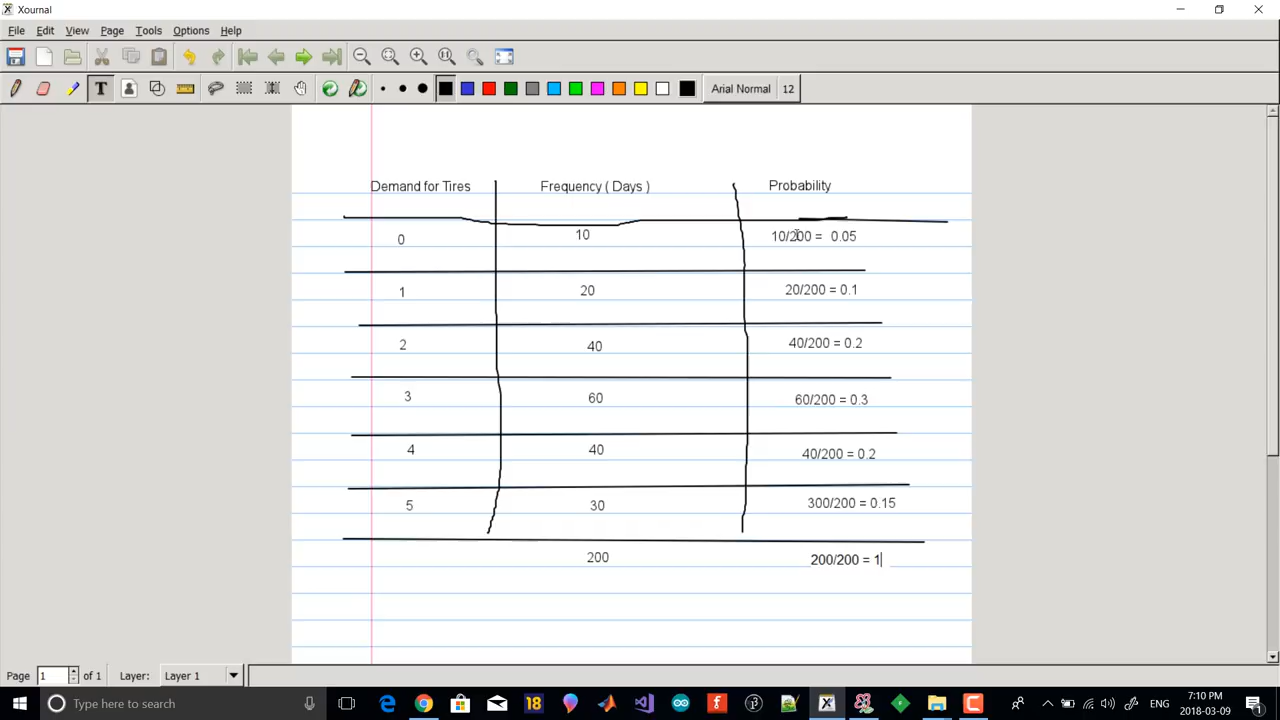 Xournal
File Edit View Page Tools Options Help
T Arial Normal 12
Demand for Tires Frequency ( Days ) Probability
0 10 10/200 = 0.05
1 20 20/200 = 0.1
2 40 40/200 = 0.2
3 60 60/200 = 0.3
4 40 40/200 = 0.2
5 30 300/200 = 0.15
200 200/200 = 1
Page 1 of 1 Layer: Layer 1
Type here to search 18 ENG 7:10 PM
2018-03-09